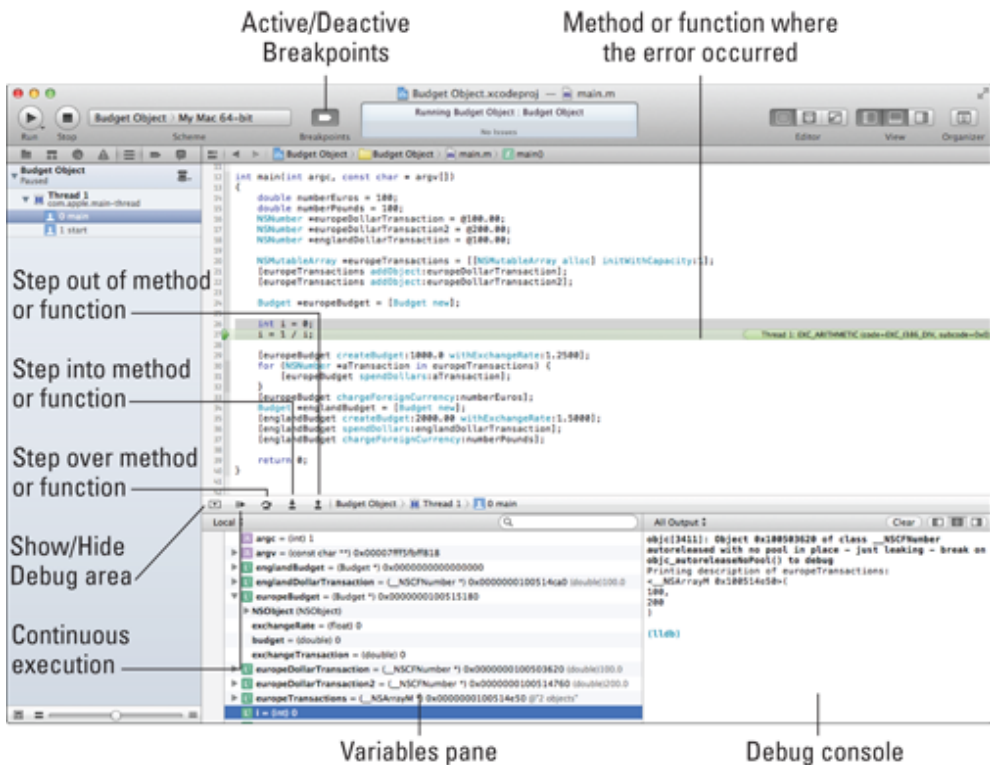 Active/Deactive
Breakpoints
Method or function where
the error occurred
Budget Object.xcodeproj — main.m
Budget Object › My Mac 64-bit
Running Budget Object : Budget Object
No Issues
Run Stop Scheme Breakpoints Editor View Organizer
Budget Object › Budget Object › main.m › main()
Budget Object
Paused
Thread 1
com.apple.main-thread
0 main
1 start
int main(int argc, const char * argv[])
{
double numberEuros = 100;
double numberPounds = 100;
NSNumber *europeDollarTransaction = @100.00;
NSNumber *europeDollarTransaction2 = @200.00;
NSNumber *englandDollarTransaction = @100.00;
NSMutableArray *europeTransactions = [[NSMutableArray alloc] initWithCapacity:1];
[europeTransactions addObject:europeDollarTransaction];
[europeTransactions addObject:europeDollarTransaction2];
Budget *europeBudget = [Budget new];
int i = 0;
i = 1 / i;
Thread 1: EXC_ARITHMETIC (code=EXC_I386_DIV, subcode=0x0)
[europeBudget createBudget:1000.0 withExchangeRate:1.2500];
for (NSNumber *aTransaction in europeTransactions) {
[europeBudget spendDollars:aTransaction];
}
[europeBudget chargeForeignCurrency:numberEuros];
Budget *englandBudget = [Budget new];
[englandBudget createBudget:2000.00 withExchangeRate:1.5000];
[englandBudget spendDollars:englandDollarTransaction];
[englandBudget chargeForeignCurrency:numberPounds];
return 0;
}
Step out of method
or function
Step into method
or function
Step over method
or function
Show/Hide
Debug area
Continuous
execution
Budget Object › Thread 1 › 0 main
Local
argc = (int) 1
argv = (const char **) 0x00007fff5fbff818
englandBudget = (Budget *) 0x0000000000000000
englandDollarTransaction = (__NSCFNumber *) 0x0000000100514ca0 (double)100.0
europeBudget = (Budget *) 0x0000000100515180
NSObject (NSObject)
exchangeRate = (float) 0
budget = (double) 0
exchangeTransaction = (double) 0
europeDollarTransaction = (__NSCFNumber *) 0x0000000100503620 (double)100.0
europeDollarTransaction2 = (__NSCFNumber *) 0x0000000100514760 (double)200.0
europeTransactions = (__NSArrayM *) 0x0000000100514e50 @"2 objects"
i = (int) 0
All Output
Clear
objc[3411]: Object 0x100503620 of class __NSCFNumber
autoreleased with no pool in place - just leaking - break on
objc_autoreleaseNoPool() to debug
Printing description of europeTransactions:
<__NSArrayM 0x100514e50>(
100,
200
)
(lldb)
Variables pane
Debug console